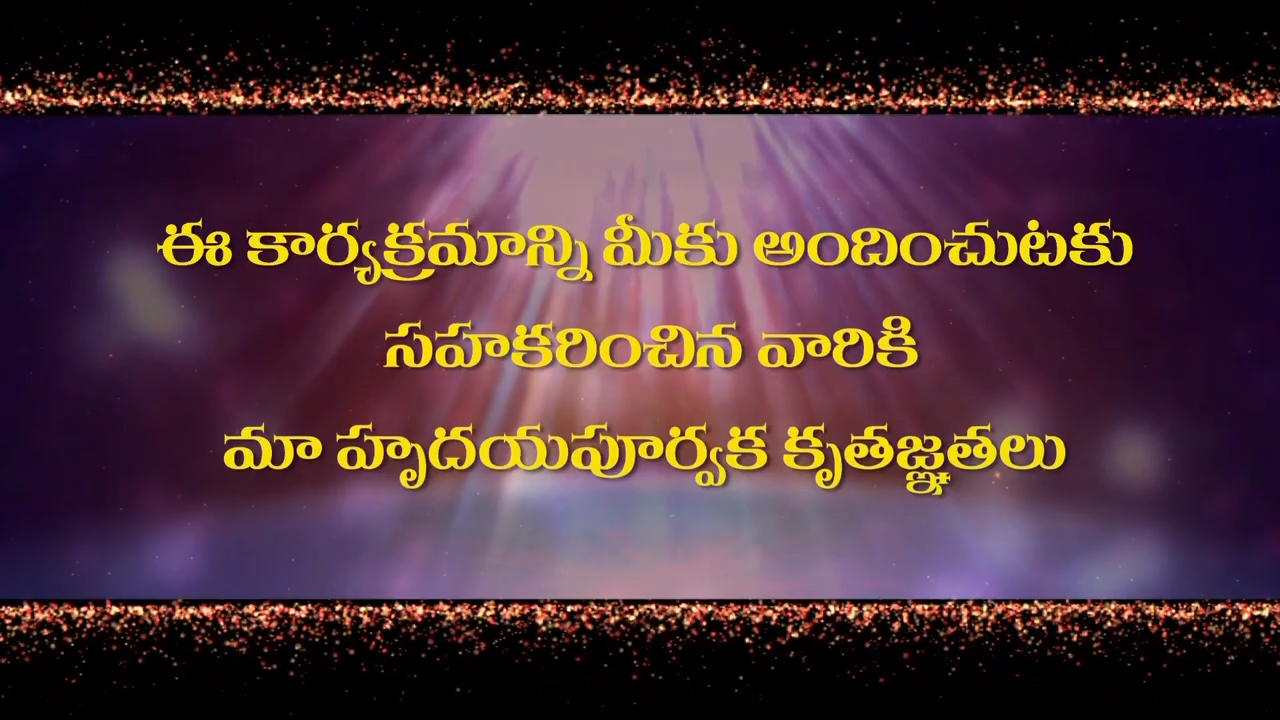 ఈ కార్యక్రమాన్ని మీకు అందించుటకు
సహకరించిన వారికి
మా హృదయపూర్వక కృతజ్ఞతలు